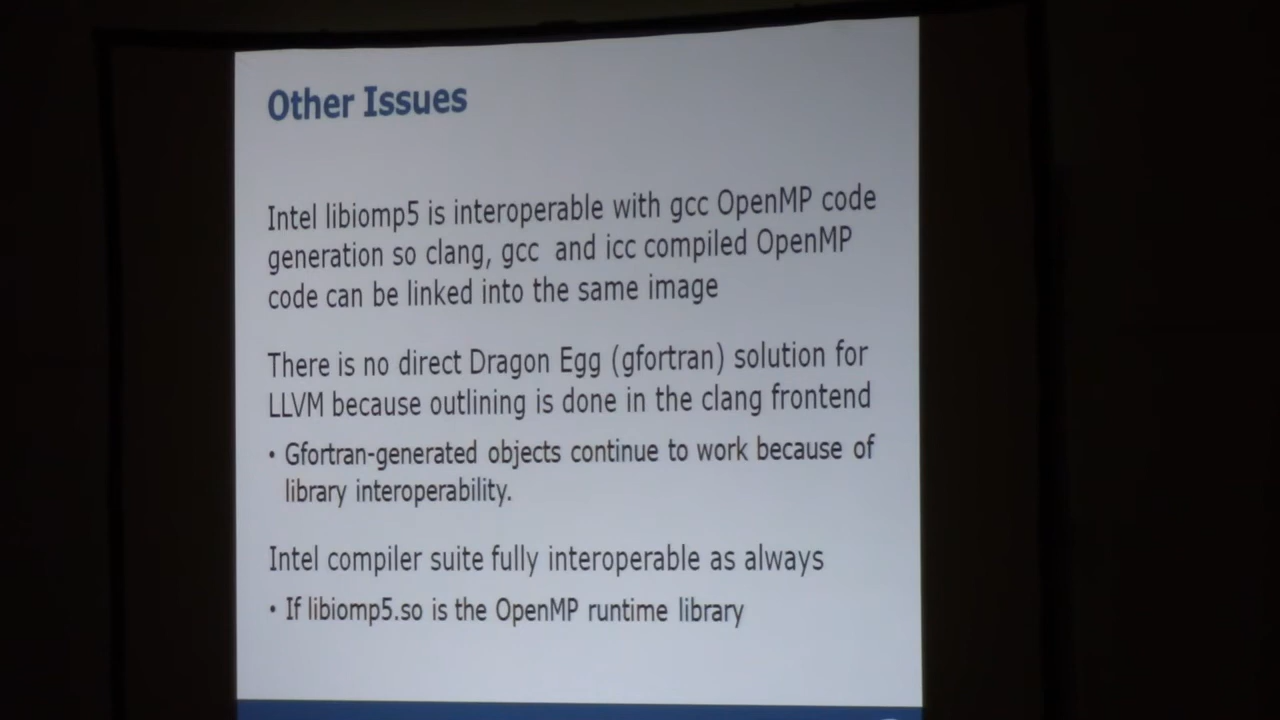 Other Issues
Intel libiomp5 is interoperable with gcc OpenMP code
generation so clang, gcc and icc compiled OpenMP
code can be linked into the same image
There is no direct Dragon Egg (gfortran) solution for
LLVM because outlining is done in the clang frontend
• Gfortran-generated objects continue to work because of
library interoperability.
Intel compiler suite fully interoperable as always
• If libiomp5.so is the OpenMP runtime library